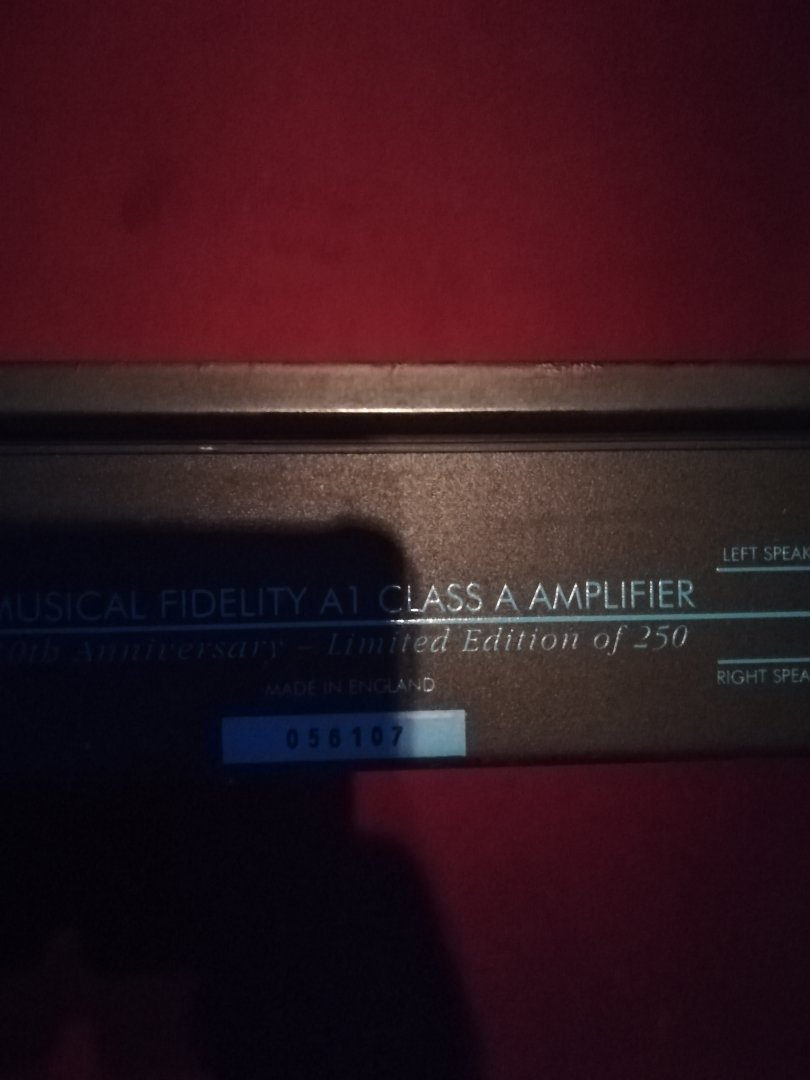 MUSICAL FIDELITY A1 CLASS A AMPLIFIER
Anniversary – Limited Edition of 250
MADE IN ENGLAND
056107
LEFT SPEAK
RIGHT SPEA